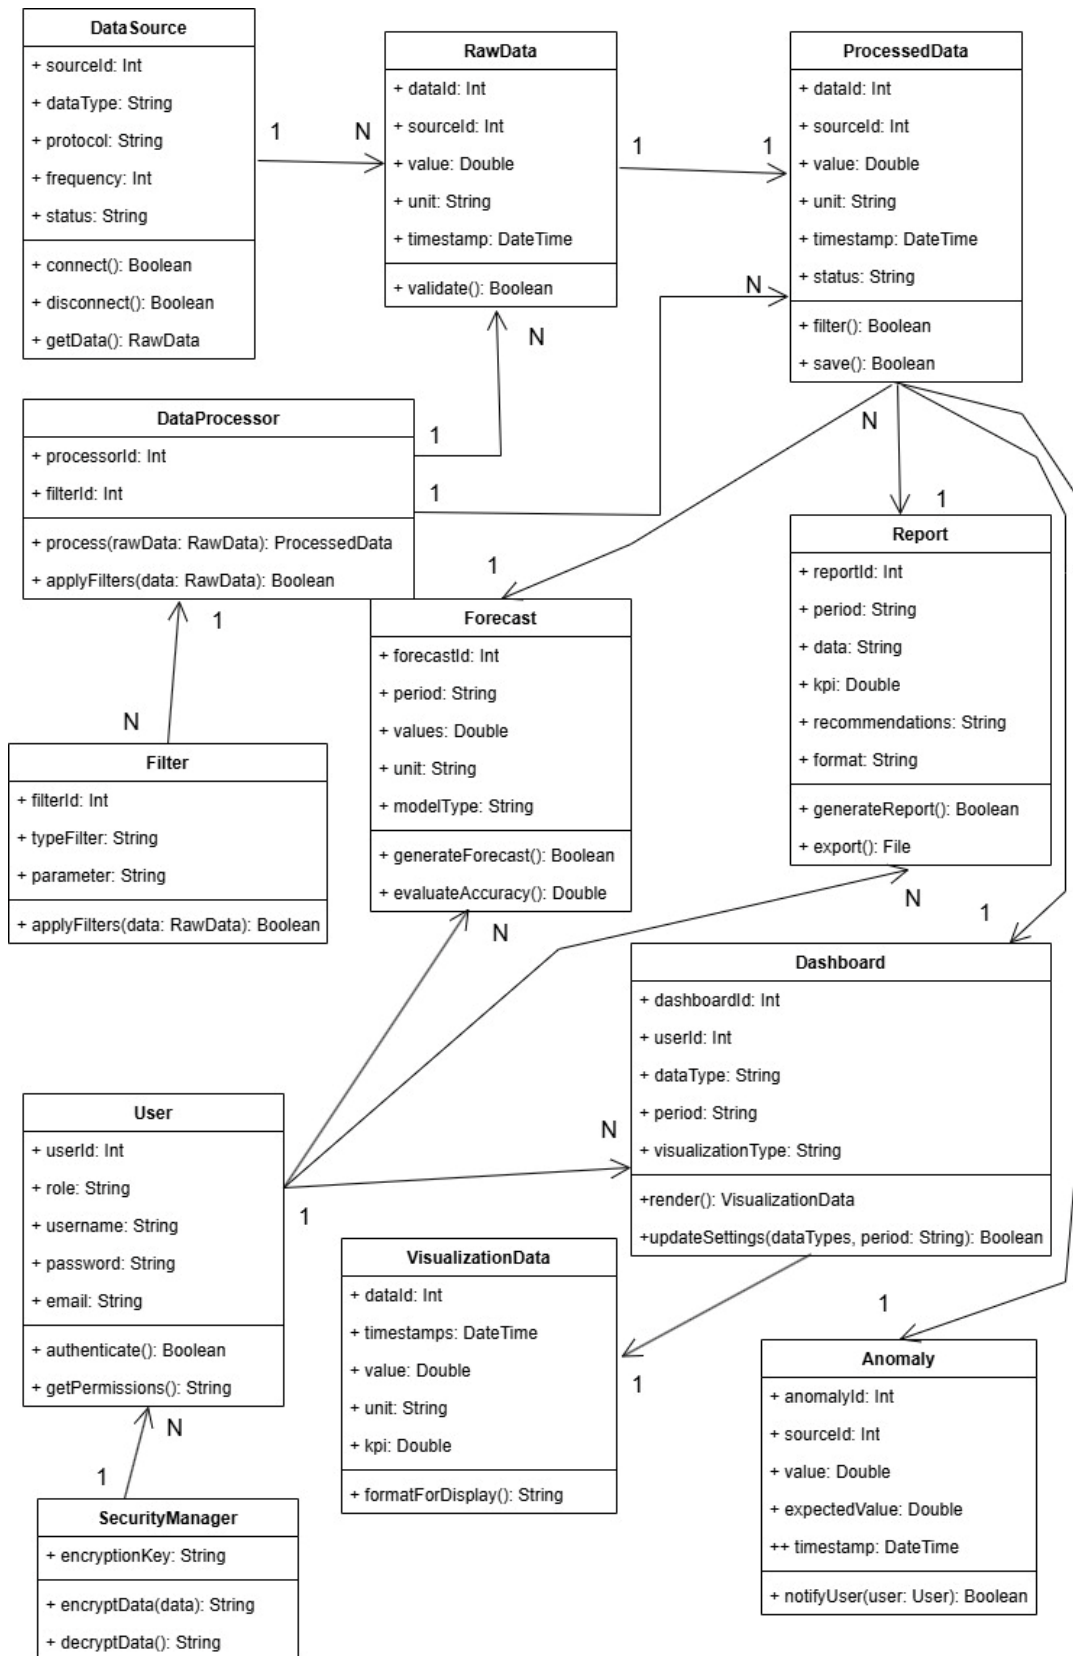 DataSource
+ sourceId: Int
+ dataType: String
+ protocol: String
+ frequency: Int
+ status: String
+ connect(): Boolean
+ disconnect(): Boolean
+ getData(): RawData
1
N
RawData
+ dataId: Int
+ sourceId: Int
+ value: Double
+ unit: String
+ timestamp: DateTime
+ validate(): Boolean
1
1
ProcessedData
+ dataId: Int
+ sourceId: Int
+ value: Double
+ unit: String
+ timestamp: DateTime
+ status: String
+ filter(): Boolean
+ save(): Boolean
N
N
DataProcessor
+ processorId: Int
+ filterId: Int
+ process(rawData: RawData): ProcessedData
+ applyFilters(data: RawData): Boolean
1
1
N
1
1
1
N
Forecast
+ forecastId: Int
+ period: String
+ values: Double
+ unit: String
+ modelType: String
+ generateForecast(): Boolean
+ evaluateAccuracy(): Double
N
Report
+ reportId: Int
+ period: String
+ data: String
+ kpi: Double
+ recommendations: String
+ format: String
+ generateReport(): Boolean
+ export(): File
N
1
Filter
+ filterId: Int
+ typeFilter: String
+ parameter: String
+ applyFilters(data: RawData): Boolean
Dashboard
+ dashboardId: Int
+ userId: Int
+ dataType: String
+ period: String
+ visualizationType: String
+render(): VisualizationData
+updateSettings(dataTypes, period: String): Boolean
N
User
+ userId: Int
+ role: String
+ username: String
+ password: String
+ email: String
+ authenticate(): Boolean
+ getPermissions(): String
1
N
1
VisualizationData
+ dataId: Int
+ timestamps: DateTime
+ value: Double
+ unit: String
+ kpi: Double
+ formatForDisplay(): String
1
1
Anomaly
+ anomalyId: Int
+ sourceId: Int
+ value: Double
+ expectedValue: Double
++ timestamp: DateTime
+ notifyUser(user: User): Boolean
SecurityManager
+ encryptionKey: String
+ encryptData(data): String
+ decryptData(): String